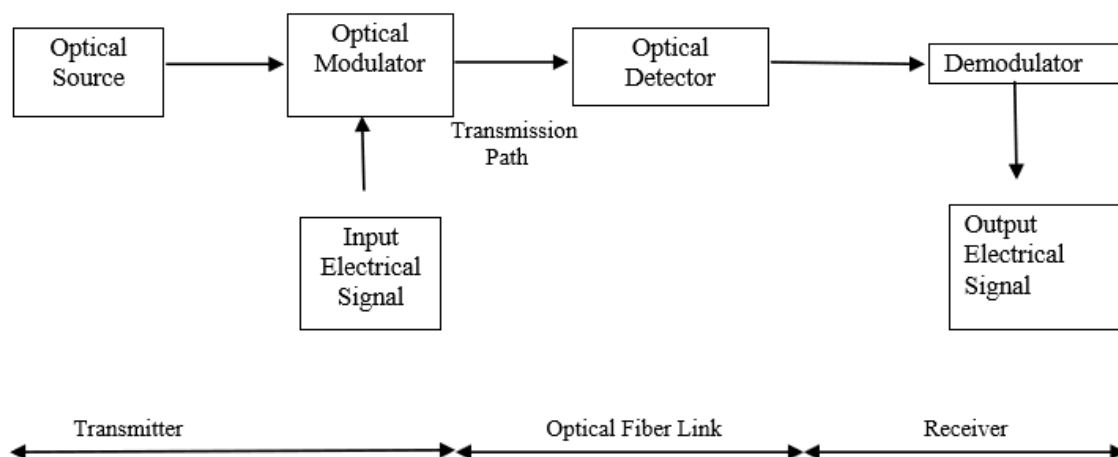 Optical
Source
Optical
Modulator
Optical
Detector
Demodulator
Transmission
Path
Input
Electrical
Signal
Output
Electrical
Signal
Transmitter
Optical Fiber Link
Receiver